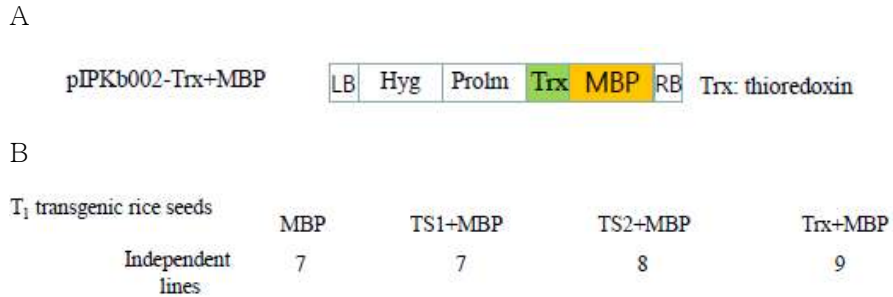 A
pIPKb002-Trx+MBP LB Hyg Prolm Trx MBP RB Trx: thioredoxin
B
T1 transgenic rice seeds
MBP TS1+MBP TS2+MBP Trx+MBP
Independent 7 7 8 9
lines